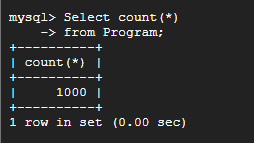 mysql> Select count(*)
    -> from Program;
+----------+
| count(*) |
+----------+
|     1000 |
+----------+
1 row in set (0.00 sec)